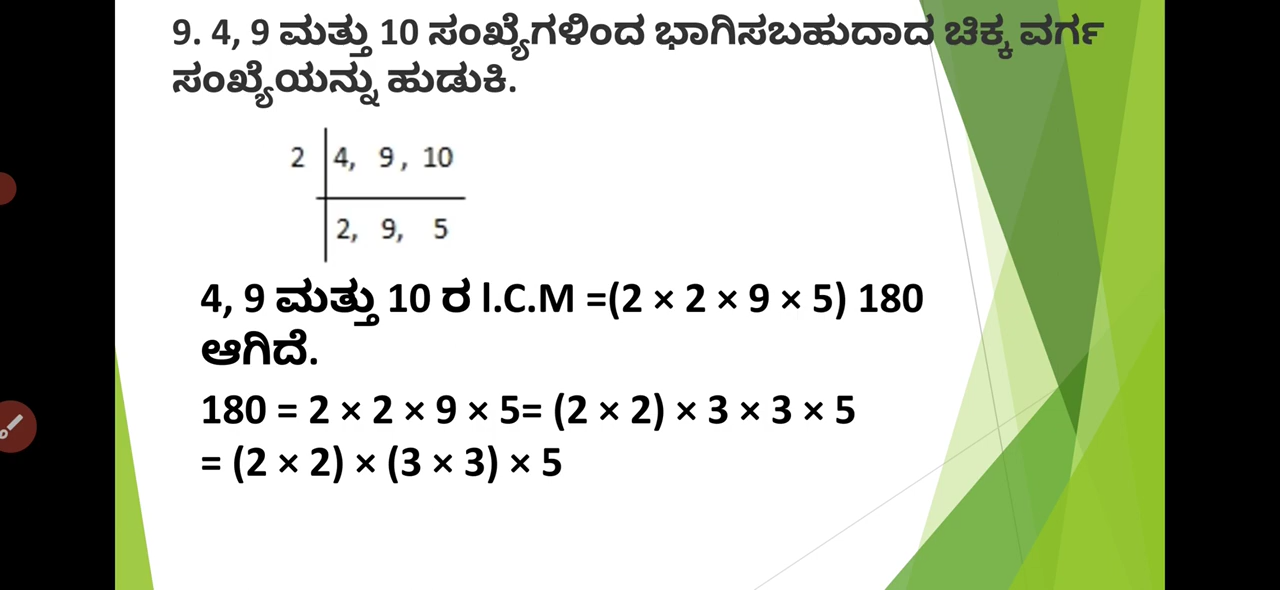 9. 4, 9 ಮತ್ತು 10 ಸಂಖ್ಯೆಗಳಿಂದ ಭಾಗಿಸಬಹುದಾದ ಚಿಕ್ಕ ವರ್ಗ
ಸಂಖ್ಯೆಯನ್ನು ಹುಡುಕಿ.
2 4, 9, 10
2, 9, 5
4, 9 ಮತ್ತು 10 ರ l.C.M =(2 × 2 × 9 × 5) 180
ಆಗಿದೆ.
180 = 2 × 2 × 9 × 5= (2 × 2) × 3 × 3 × 5
= (2 × 2) × (3 × 3) × 5